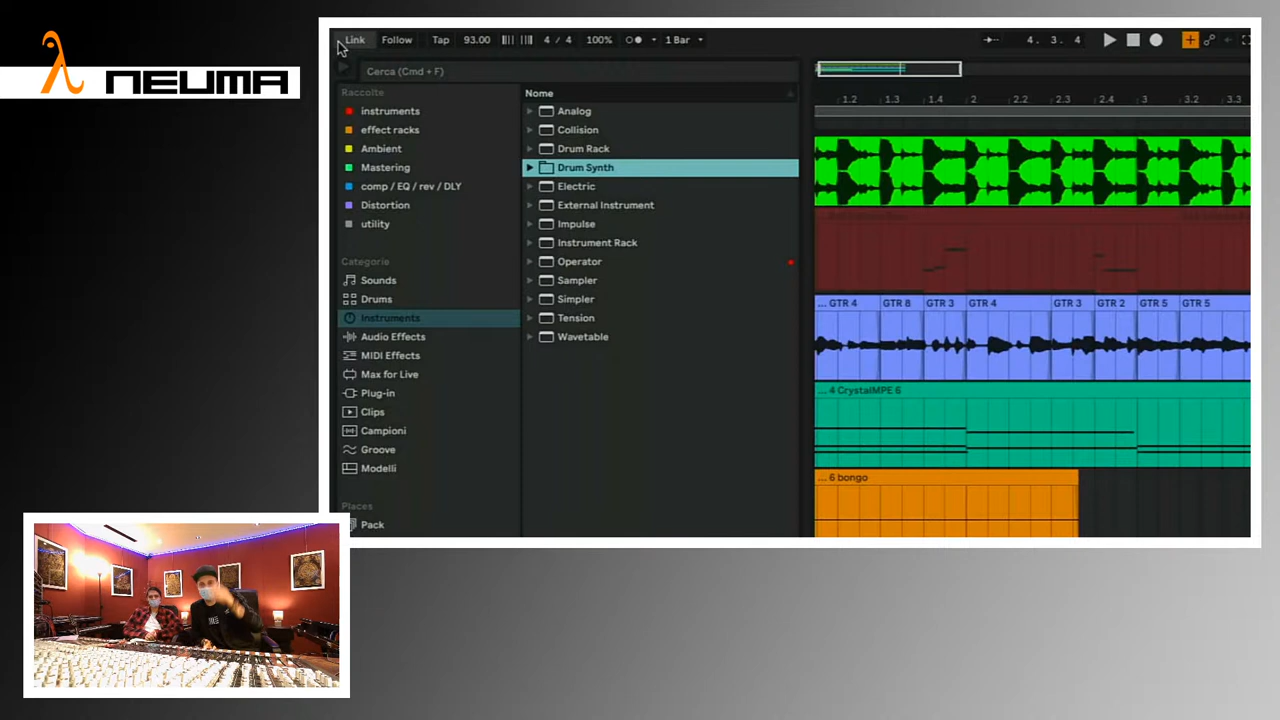 NEUMA
Link Follow Tap 93.00 4 / 4 100% 1 Bar 4. 3. 4
Cerca (Cmd + F)
Raccolte
instruments
effect racks
Ambient
Mastering
comp / EQ / rev / DLY
Distortion
utility
Categorie
Sounds
Drums
Instruments
Audio Effects
MIDI Effects
Max for Live
Plug-in
Clips
Campioni
Groove
Modelli
Places
Pack
Nome
Analog
Collision
Drum Rack
Drum Synth
Electric
External Instrument
Impulse
Instrument Rack
Operator
Sampler
Simpler
Tension
Wavetable
1.2 1.3 1.4 2 2.2 2.3 2.4 3 3.2 3.3
... GTR 4 GTR 8 GTR 3 GTR 4 GTR 3 GTR 2 GTR 5 GTR 5
... 4 CrystalMPE 6
... 6 bongo